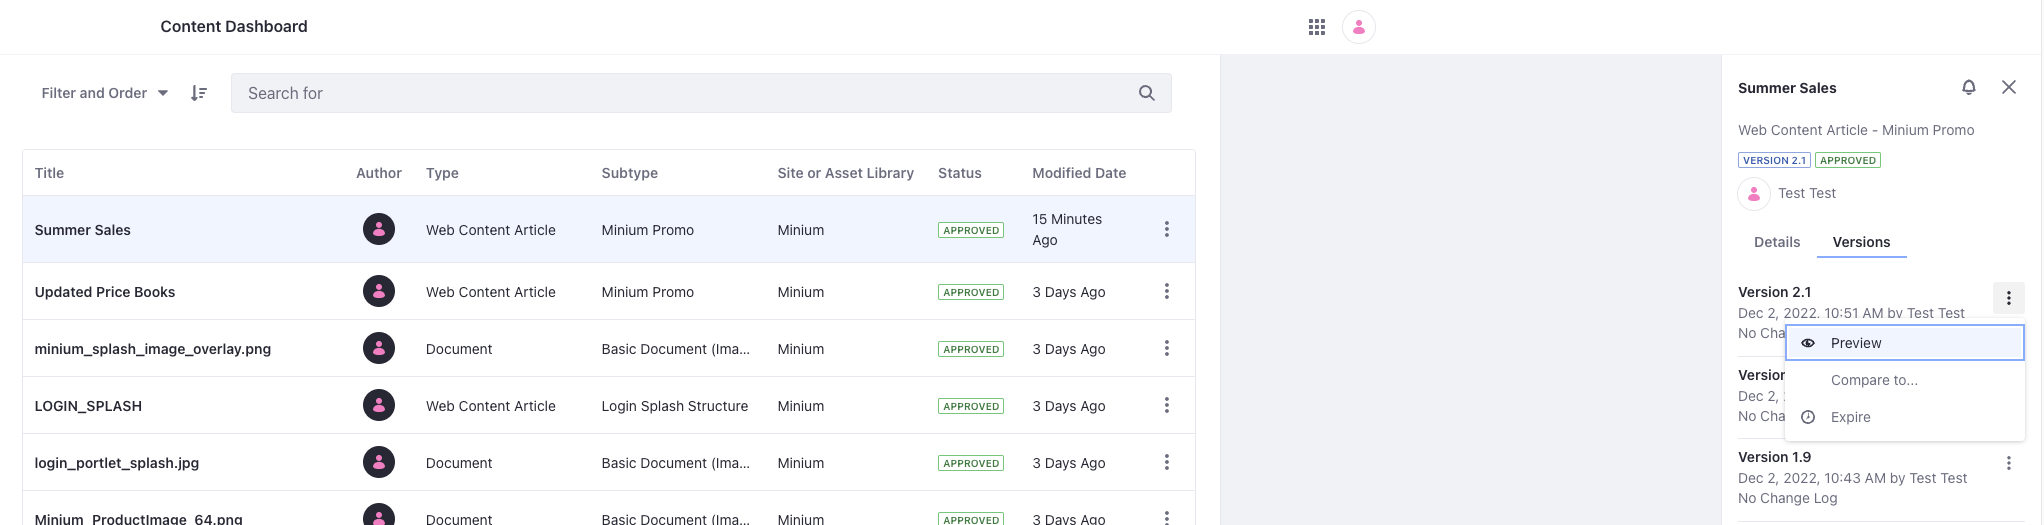 Content Dashboard
Filter and Order
Search for
Title Author Type Subtype Site or Asset Library Status Modified Date
Summer Sales Web Content Article Minium Promo Minium APPROVED 15 Minutes
Ago
Updated Price Books Web Content Article Minium Promo Minium APPROVED 3 Days Ago
minium_splash_image_overlay.png Document Basic Document (Ima... Minium APPROVED 3 Days Ago
LOGIN_SPLASH Web Content Article Login Splash Structure Minium APPROVED 3 Days Ago
login_portlet_splash.jpg Document Basic Document (Ima... Minium APPROVED 3 Days Ago
Minium_ProductImage_64.png Document Basic Document (Ima... Minium APPROVED 3 Days Ago
Summer Sales
Web Content Article - Minium Promo
VERSION 2.1 APPROVED
Test Test
Details Versions
Version 2.1
Dec 2, 2022, 10:51 AM by Test Test
No Cha
Preview
Compare to...
Expire
Version
Dec 2,
No Cha
Version 1.9
Dec 2, 2022, 10:43 AM by Test Test
No Change Log